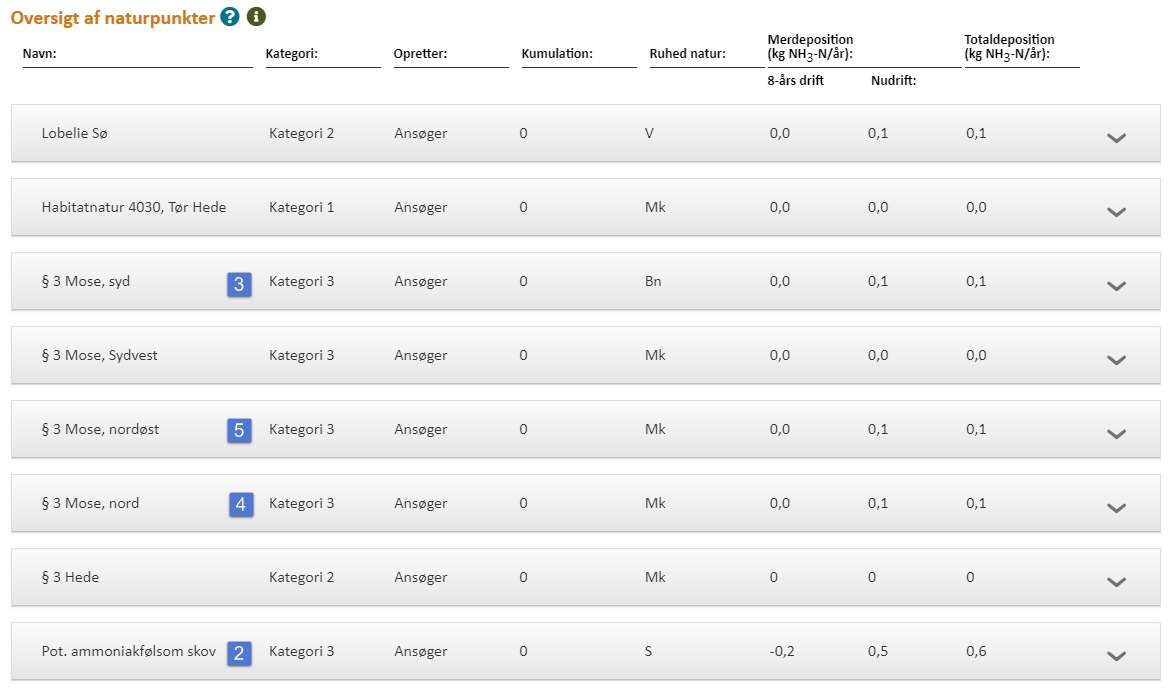 Oversigt af naturpunkter ? i
Navn: Kategori: Opretter: Kumulation: Ruhed natur: Merdeposition (kg NH3-N/år): Totaldeposition (kg NH3-N/år):
8-års drift Nudrift:
Lobelie Sø Kategori 2 Ansøger 0 V 0,0 0,1 0,1
Habitatnatur 4030, Tør Hede Kategori 1 Ansøger 0 Mk 0,0 0,0 0,0
§ 3 Mose, syd 3 Kategori 3 Ansøger 0 Bn 0,0 0,1 0,1
§ 3 Mose, Sydvest Kategori 3 Ansøger 0 Mk 0,0 0,0 0,0
§ 3 Mose, nordøst 5 Kategori 3 Ansøger 0 Mk 0,0 0,1 0,1
§ 3 Mose, nord 4 Kategori 3 Ansøger 0 Mk 0,0 0,1 0,1
§ 3 Hede Kategori 2 Ansøger 0 Mk 0 0 0
Pot. ammoniakfølsom skov 2 Kategori 3 Ansøger 0 S -0,2 0,5 0,6